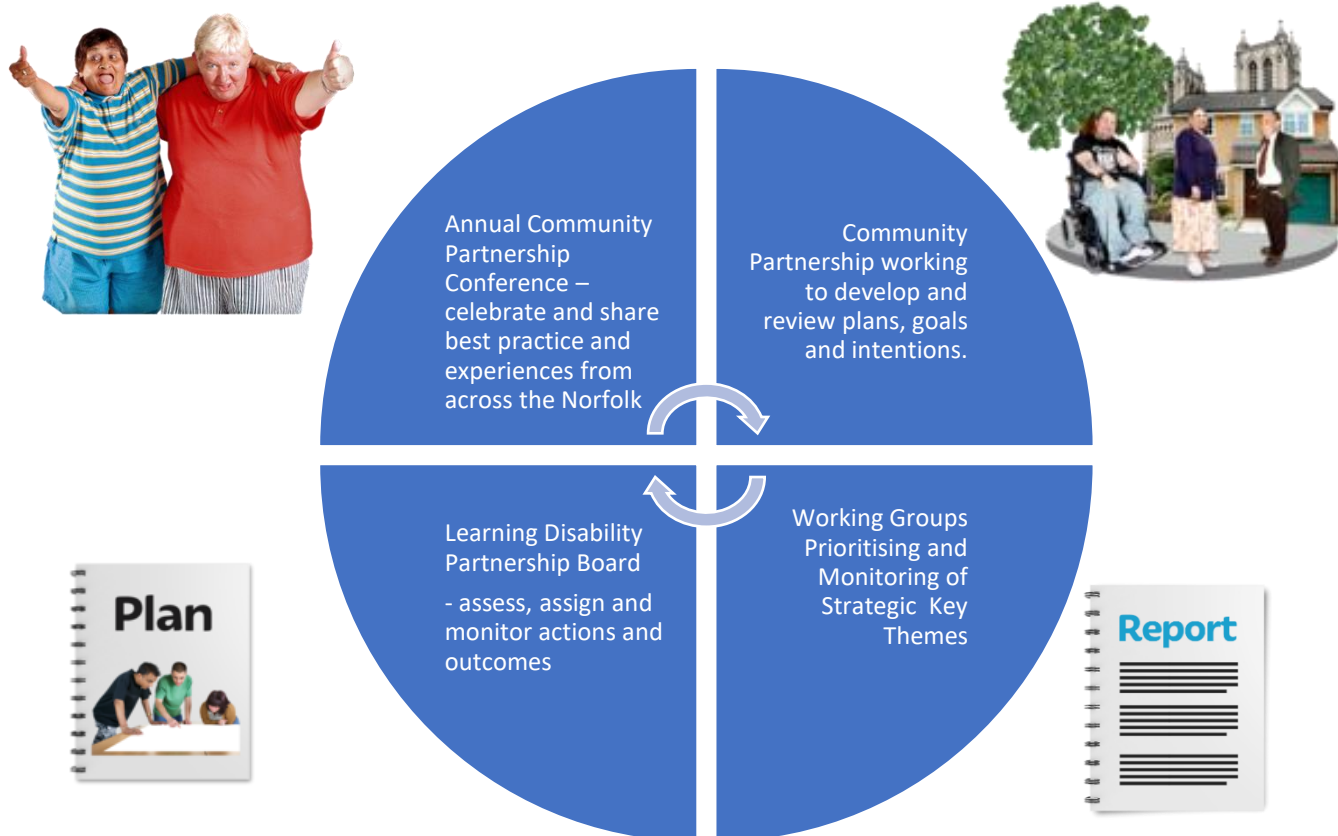 Annual Community
Partnership
Conference –
celebrate and share
best practice and
experiences from
across the Norfolk
Community
Partnership working
to develop and
review plans, goals
and intentions.
Learning Disability
Partnership Board
- assess, assign and
monitor actions and
outcomes
Working Groups
Prioritising and
Monitoring of
Strategic  Key
Themes
Plan
Report